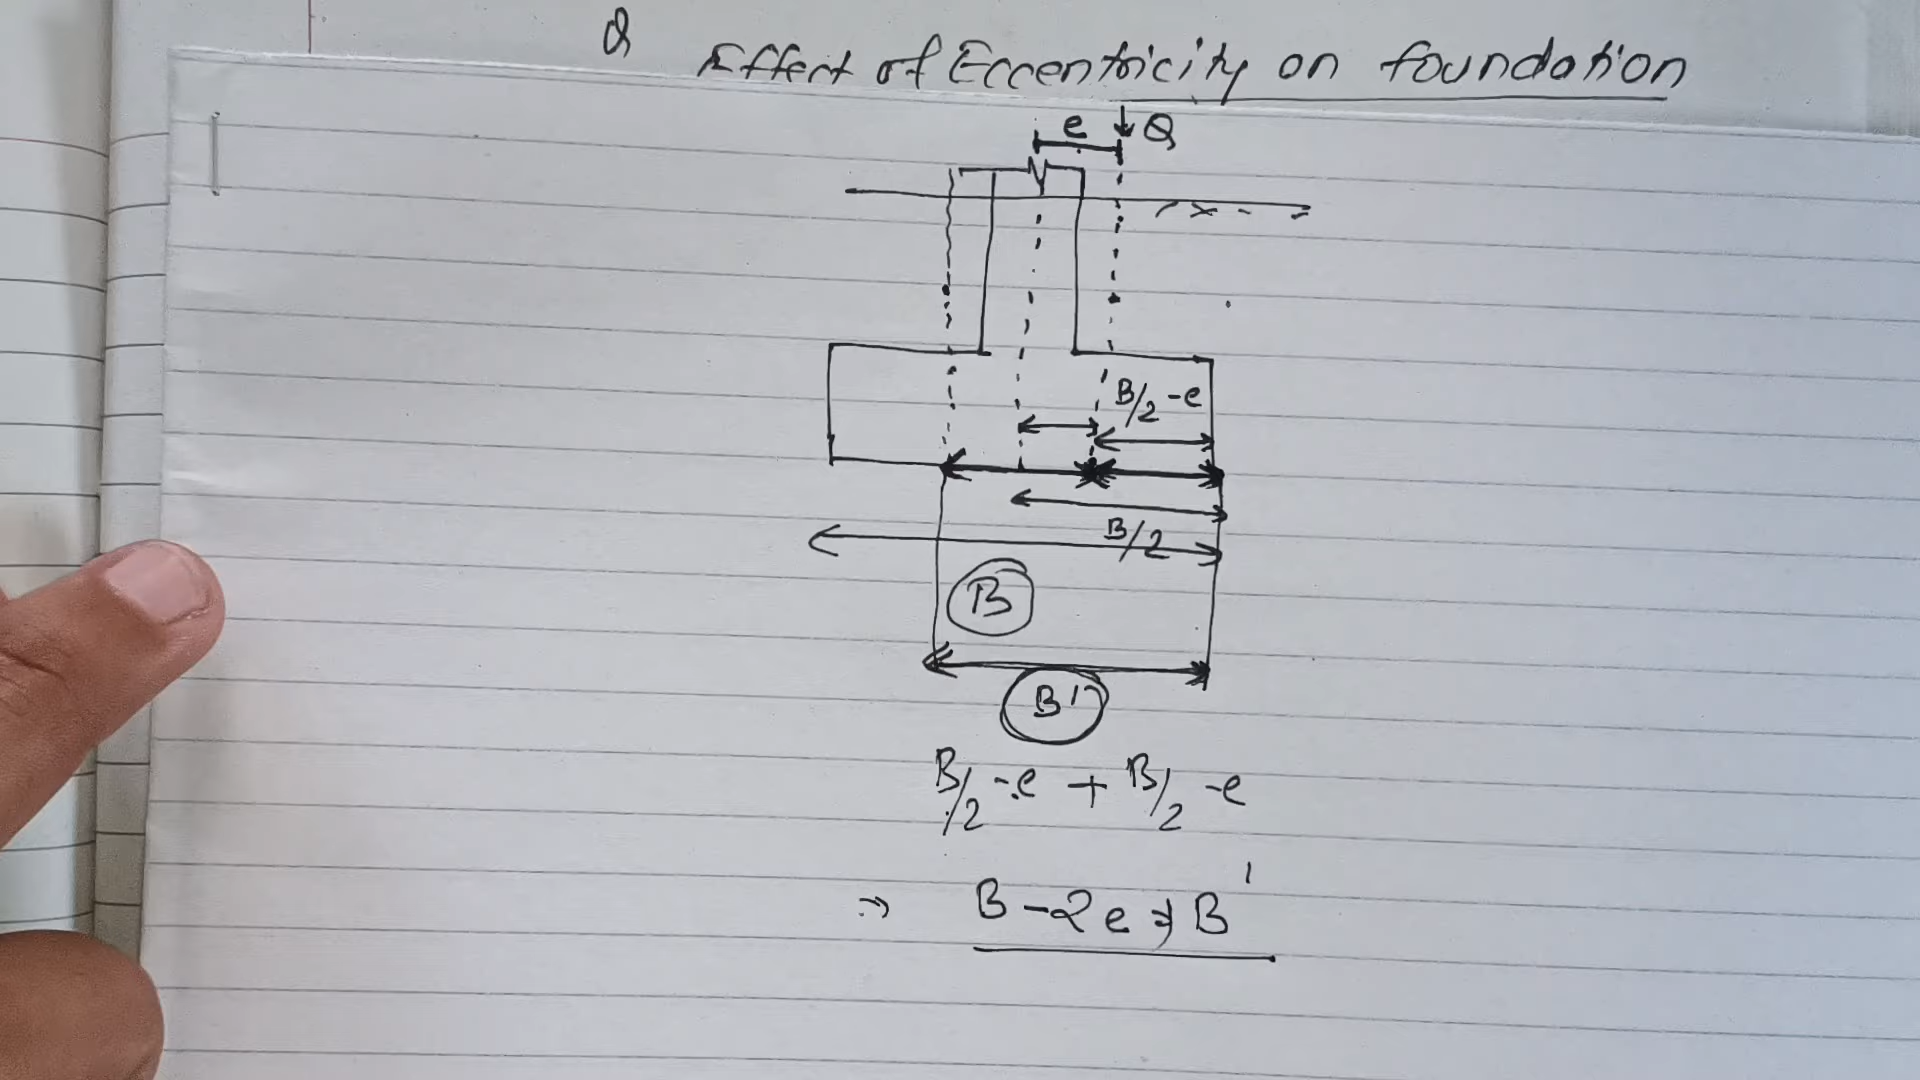 Q
Effect of Eccentricity on foundation
e Q
B/2 -e
B/2
B
B'
B/2 -e + B/2 -e
⇒ B -2e ⇒ B'